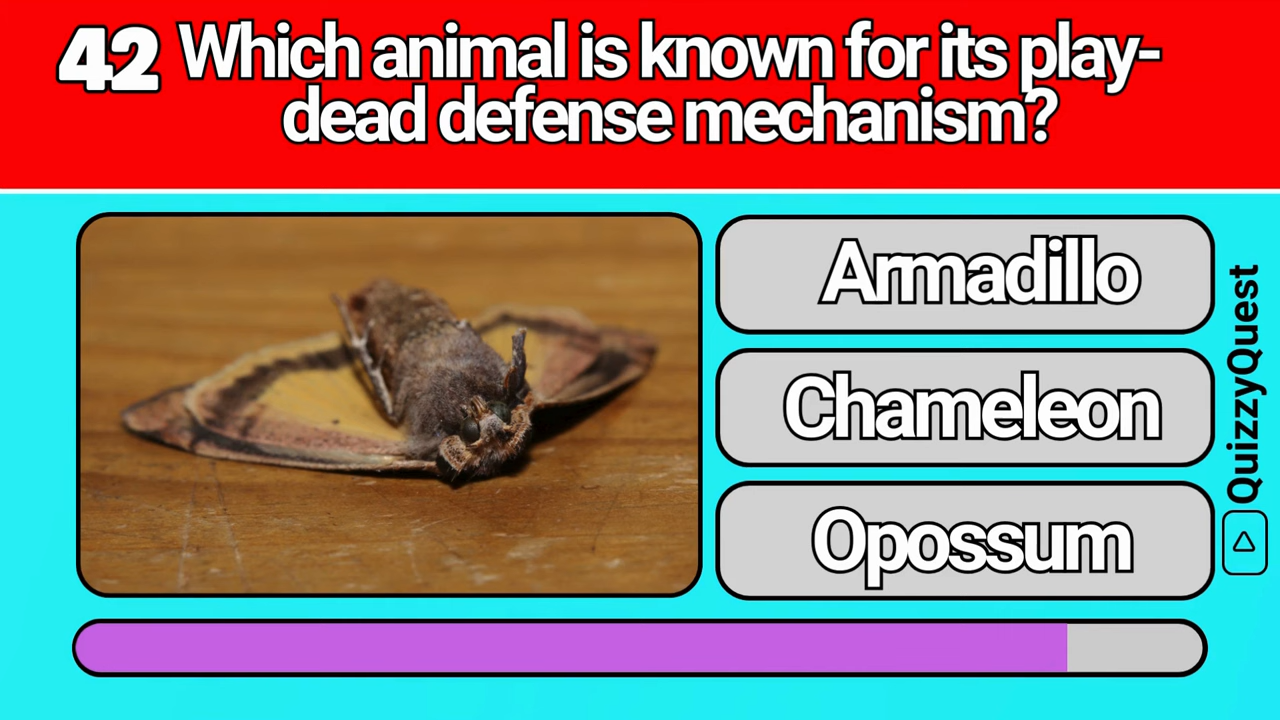 42 Which animal is known for its play-
dead defense mechanism?
Armadillo
Chameleon
Opossum
QuizzyQuest